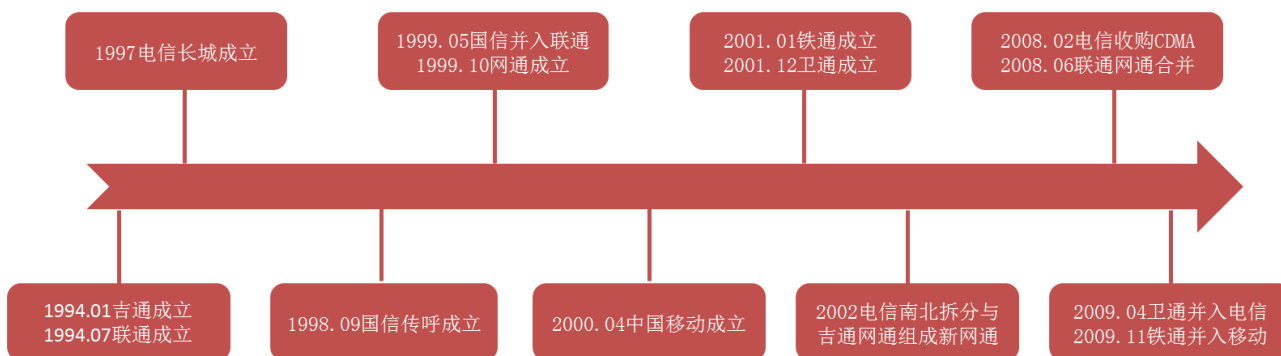 1997电信长城成立
1999.05国信并入联通
1999.10网通成立
2001.01铁通成立
2001.12卫通成立
2008.02电信收购CDMA
2008.06联通网通合并
1994.01吉通成立
1994.07联通成立
1998.09国信传呼成立
2000.04中国移动成立
2002电信南北拆分与
吉通网通组成新网通
2009.04卫通并入电信
2009.11铁通并入移动